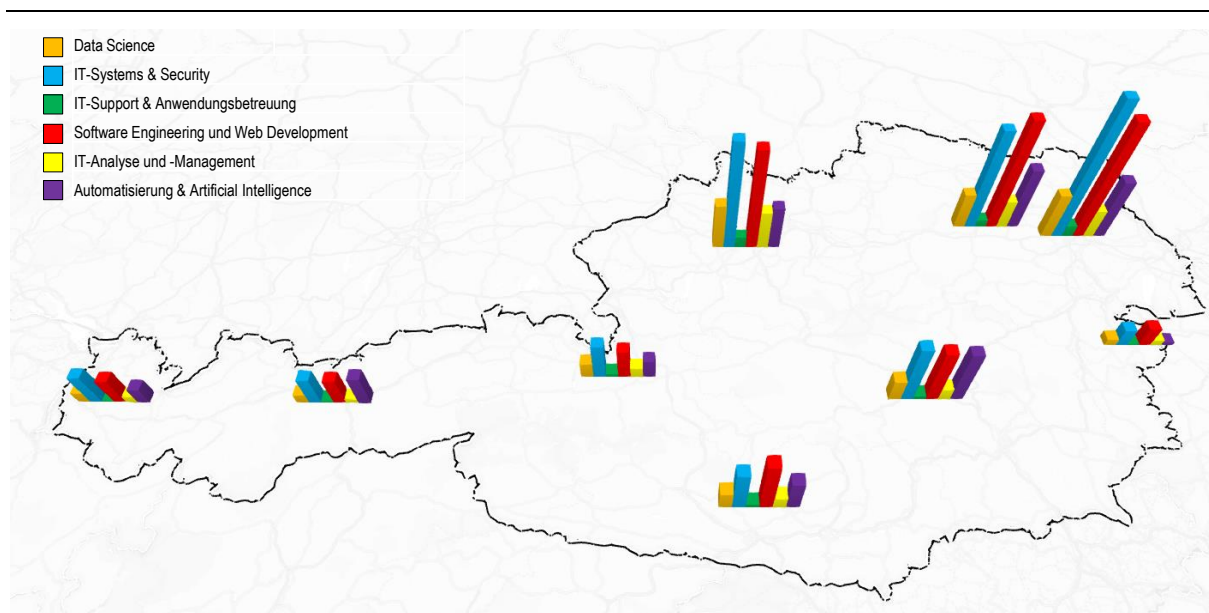 Data Science
IT-Systems & Security
IT-Support & Anwendungsbetreuung
Software Engineering und Web Development
IT-Analyse und -Management
Automatisierung & Artificial Intelligence